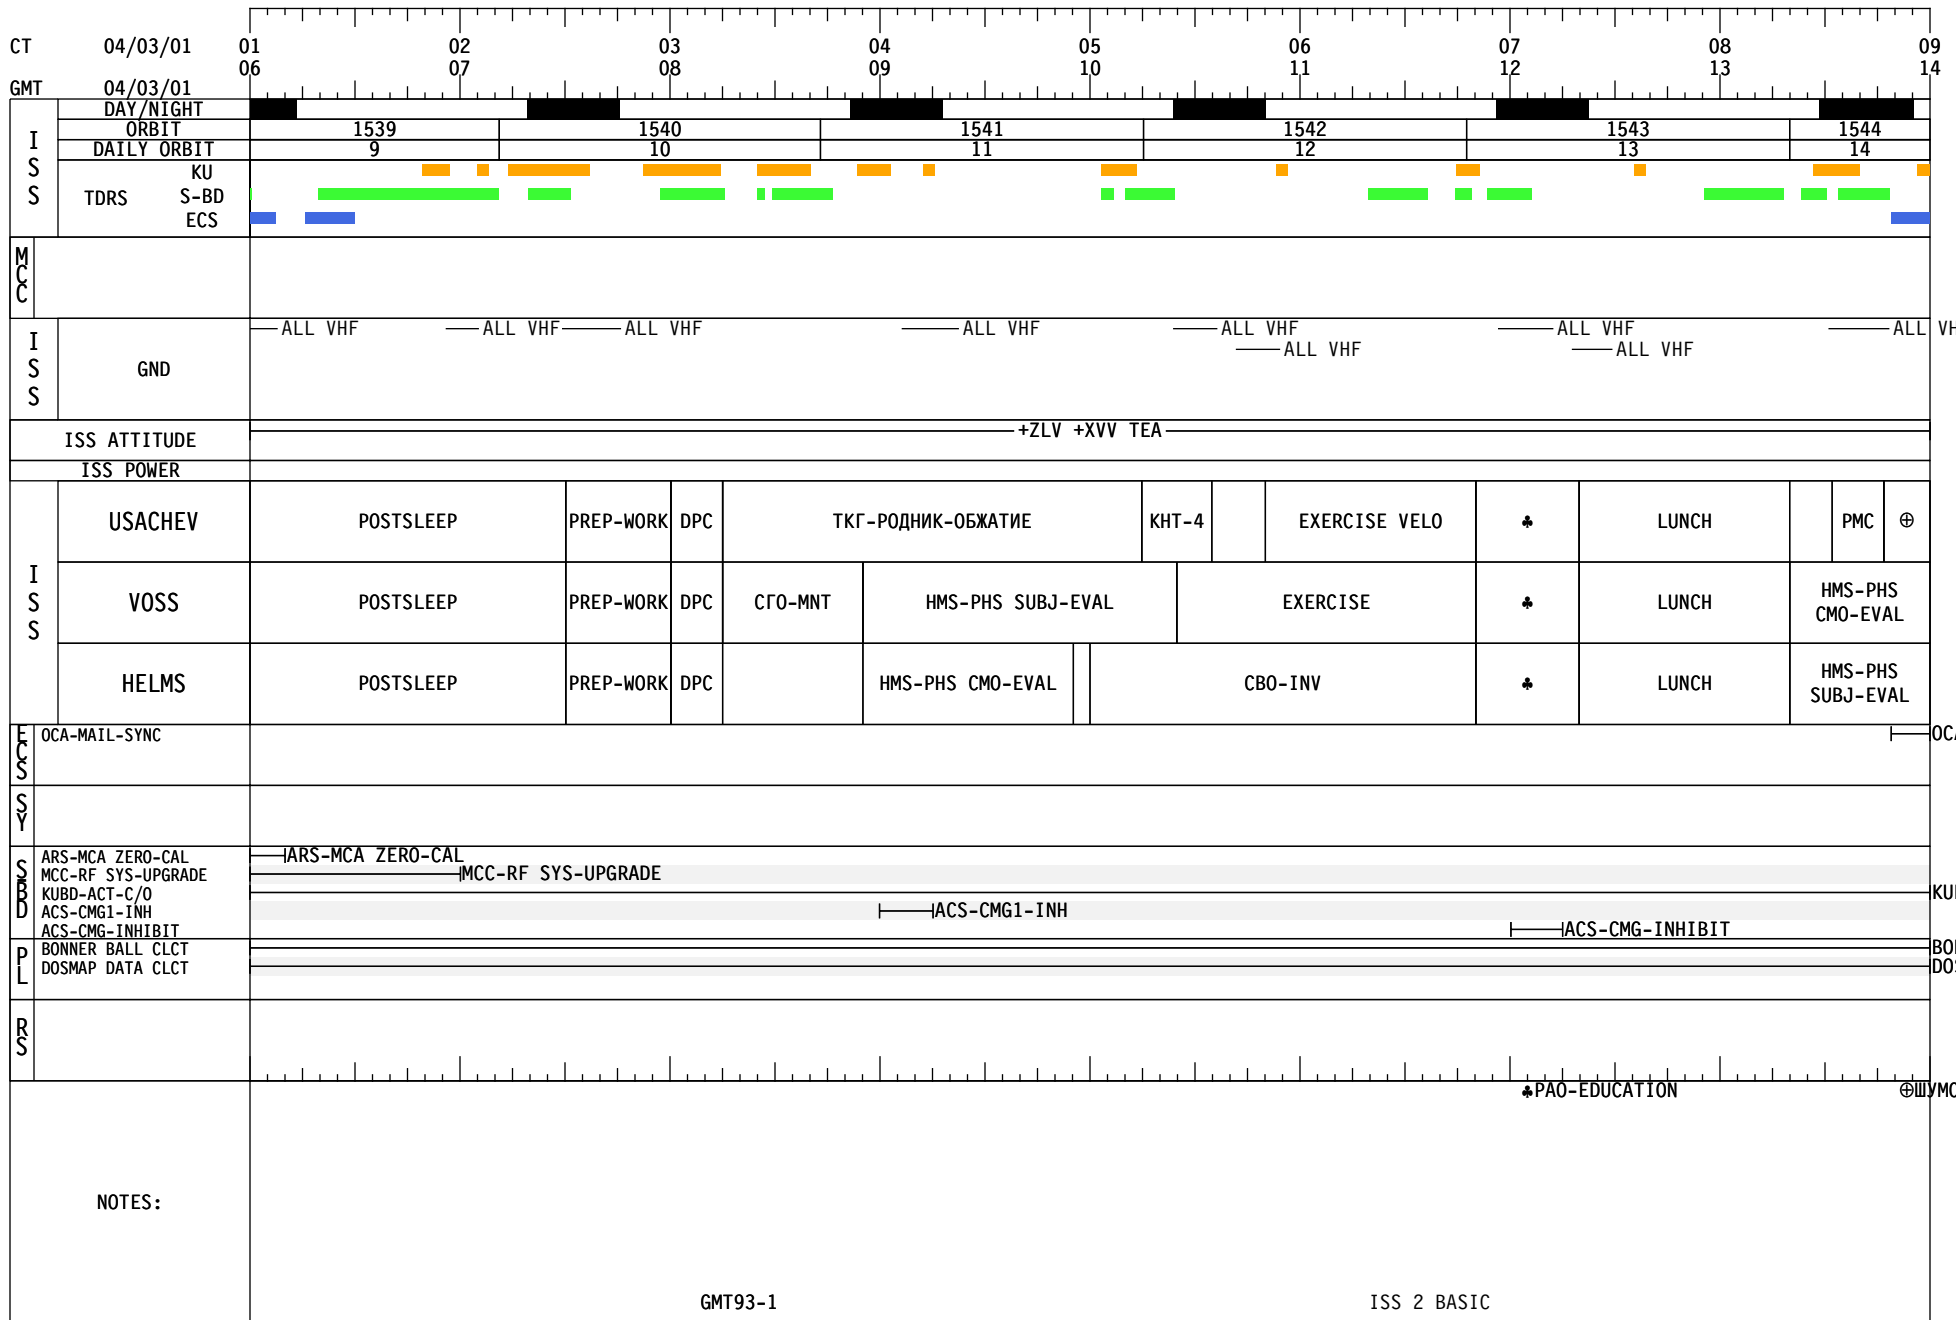 CT 04/03/01 01 02 03 04 05 06 07 08 09
06 07 08 09 10 11 12 13 14
GMT 04/03/01
DAY/NIGHT
ORBIT 1539 1540 1541 1542 1543 1544
DAILY ORBIT 9 10 11 12 13 14
ISS
TDRS
KU
S-BD
ECS
MCC
ALL VHF ALL VHF ALL VHF ALL VHF ALL VHF ALL VHF ALL VH
ALL VHF ALL VHF
ISS
GND
ISS ATTITUDE +ZLV +XVV TEA
ISS POWER
ISS
USACHEV POSTSLEEP PREP-WORK DPC ТКГ-РОДНИК-ОБЖАТИЕ КНТ-4 EXERCISE VELO ♣ LUNCH PMC ⊕
VOSS POSTSLEEP PREP-WORK DPC СГО-MNT HMS-PHS SUBJ-EVAL EXERCISE ♣ LUNCH HMS-PHS CMO-EVAL
HELMS POSTSLEEP PREP-WORK DPC HMS-PHS CMO-EVAL CBO-INV ♣ LUNCH HMS-PHS SUBJ-EVAL
ECS
OCA-MAIL-SYNC OCA
SY
SBD
ARS-MCA ZERO-CAL ARS-MCA ZERO-CAL
MCC-RF SYS-UPGRADE MCC-RF SYS-UPGRADE
KUBD-ACT-C/O KUB
ACS-CMG1-INH ACS-CMG1-INH
ACS-CMG-INHIBIT ACS-CMG-INHIBIT
PL
BONNER BALL CLCT BON
DOSMAP DATA CLCT DOS
RS
♣PAO-EDUCATION ⊕ШУМО
NOTES:
GMT93-1 ISS 2 BASIC